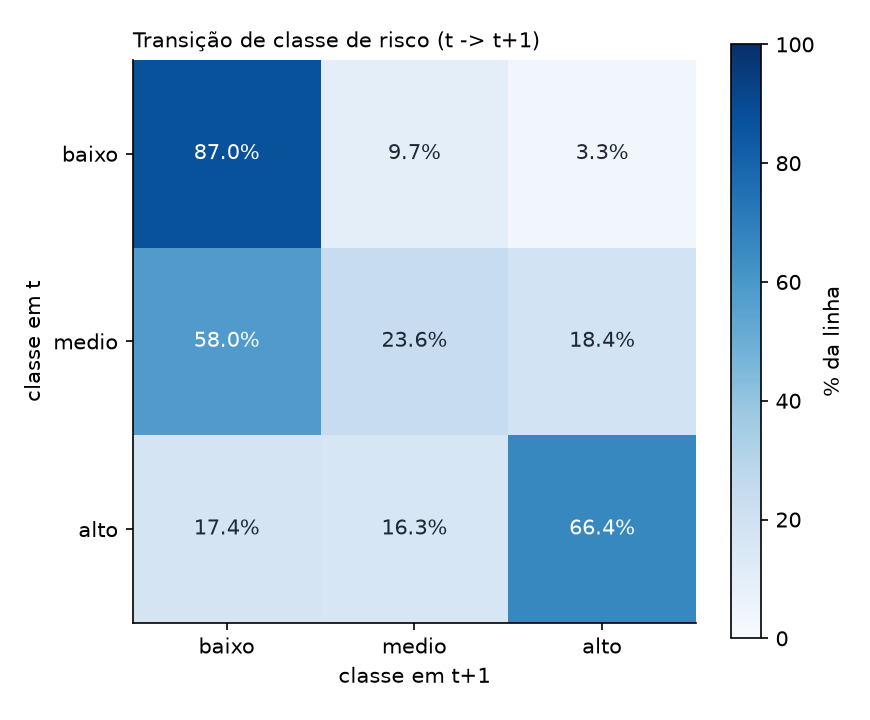 Transição de classe de risco (t -> t+1)
baixo 87.0% 9.7% 3.3%
medio 58.0% 23.6% 18.4%
alto 17.4% 16.3% 66.4%
baixo medio alto
classe em t+1
classe em t
100
80
60
40
20
0
% da linha